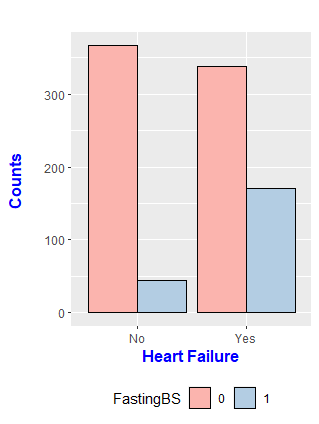 Counts
300
200
100
0
No Yes
Heart Failure
FastingBS 0 1